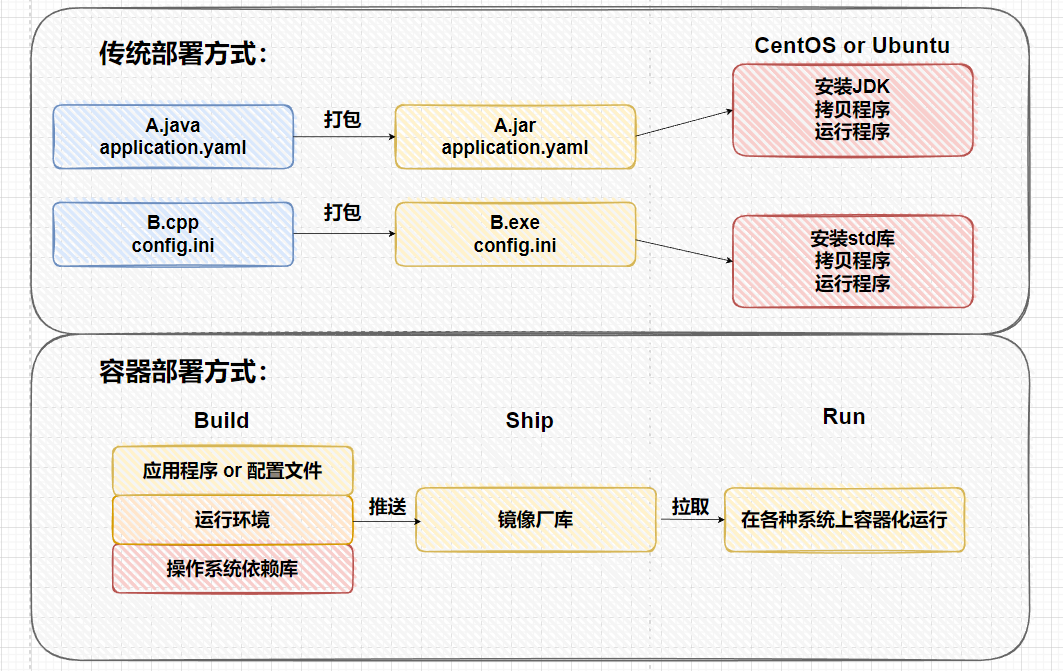 传统部署方式：
CentOS or Ubuntu
A.java
application.yaml
打包
A.jar
application.yaml
安装JDK
拷贝程序
运行程序
B.cpp
config.ini
打包
B.exe
config.ini
安装std库
拷贝程序
运行程序
容器部署方式：
Build
Ship
Run
应用程序 or 配置文件
运行环境
操作系统依赖库
推送
镜像厂库
拉取
在各种系统上容器化运行